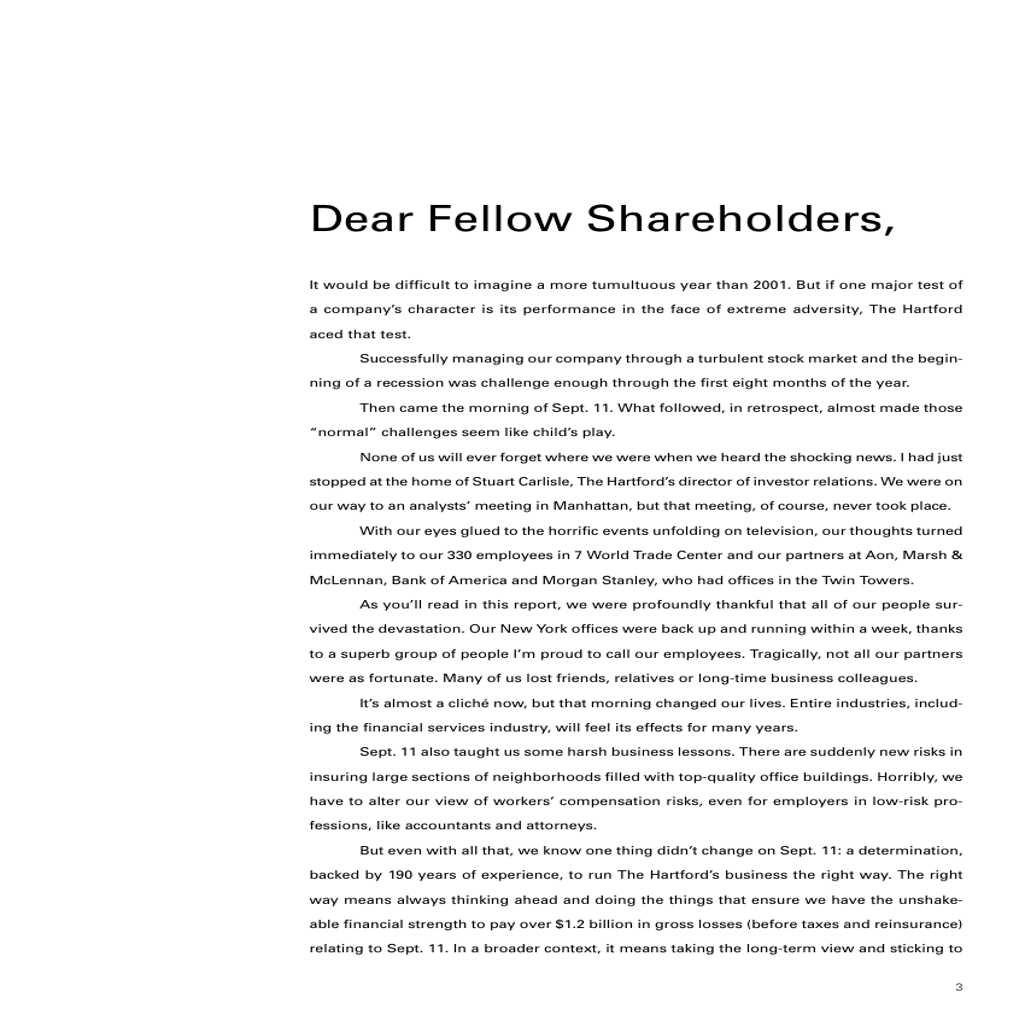 Dear Fellow Shareholders,
It would be difficult to imagine a more tumultuous year than 2001. But if one major test of
a company’s character is its performance in the face of extreme adversity, The Hartford
aced that test.
Successfully managing our company through a turbulent stock market and the begin-
ning of a recession was challenge enough through the first eight months of the year.
Then came the morning of Sept. 11. What followed, in retrospect, almost made those
“normal” challenges seem like child’s play.
None of us will ever forget where we were when we heard the shocking news. I had just
stopped at the home of Stuart Carlisle, The Hartford’s director of investor relations. We were on
our way to an analysts’ meeting in Manhattan, but that meeting, of course, never took place.
With our eyes glued to the horrific events unfolding on television, our thoughts turned
immediately to our 330 employees in 7 World Trade Center and our partners at Aon, Marsh &
McLennan, Bank of America and Morgan Stanley, who had offices in the Twin Towers.
As you’ll read in this report, we were profoundly thankful that all of our people sur-
vived the devastation. Our New York offices were back up and running within a week, thanks
to a superb group of people I’m proud to call our employees. Tragically, not all our partners
were as fortunate. Many of us lost friends, relatives or long-time business colleagues.
It’s almost a cliché now, but that morning changed our lives. Entire industries, includ-
ing the financial services industry, will feel its effects for many years.
Sept. 11 also taught us some harsh business lessons. There are suddenly new risks in
insuring large sections of neighborhoods filled with top-quality office buildings. Horribly, we
have to alter our view of workers’ compensation risks, even for employers in low-risk pro-
fessions, like accountants and attorneys.
But even with all that, we know one thing didn’t change on Sept. 11: a determination,
backed by 190 years of experience, to run The Hartford’s business the right way. The right
way means always thinking ahead and doing the things that ensure we have the unshake-
able financial strength to pay over $1.2 billion in gross losses (before taxes and reinsurance)
relating to Sept. 11. In a broader context, it means taking the long-term view and sticking to
3